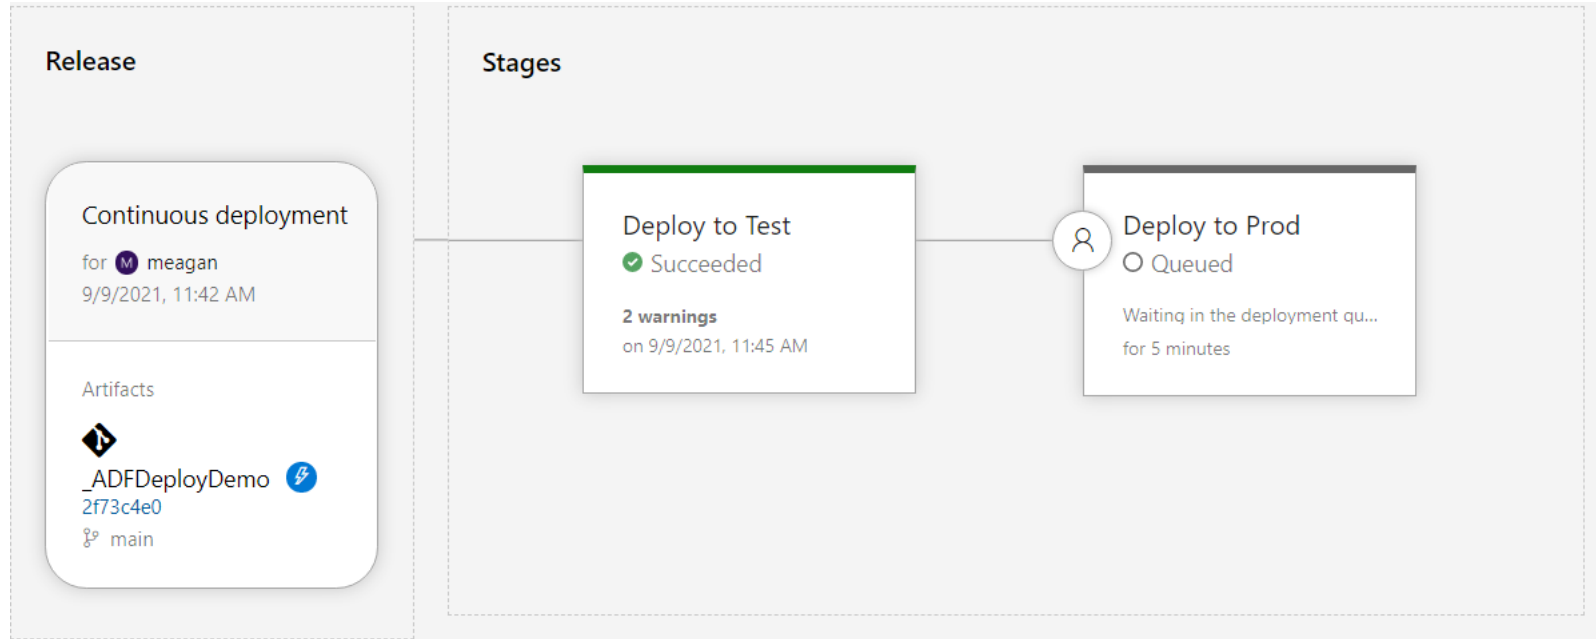 Release
Continuous deployment
for M meagan
9/9/2021, 11:42 AM
Artifacts
_ADFDeployDemo
2f73c4e0
main
Stages
Deploy to Test
Succeeded
2 warnings
on 9/9/2021, 11:45 AM
Deploy to Prod
Queued
Waiting in the deployment qu...
for 5 minutes